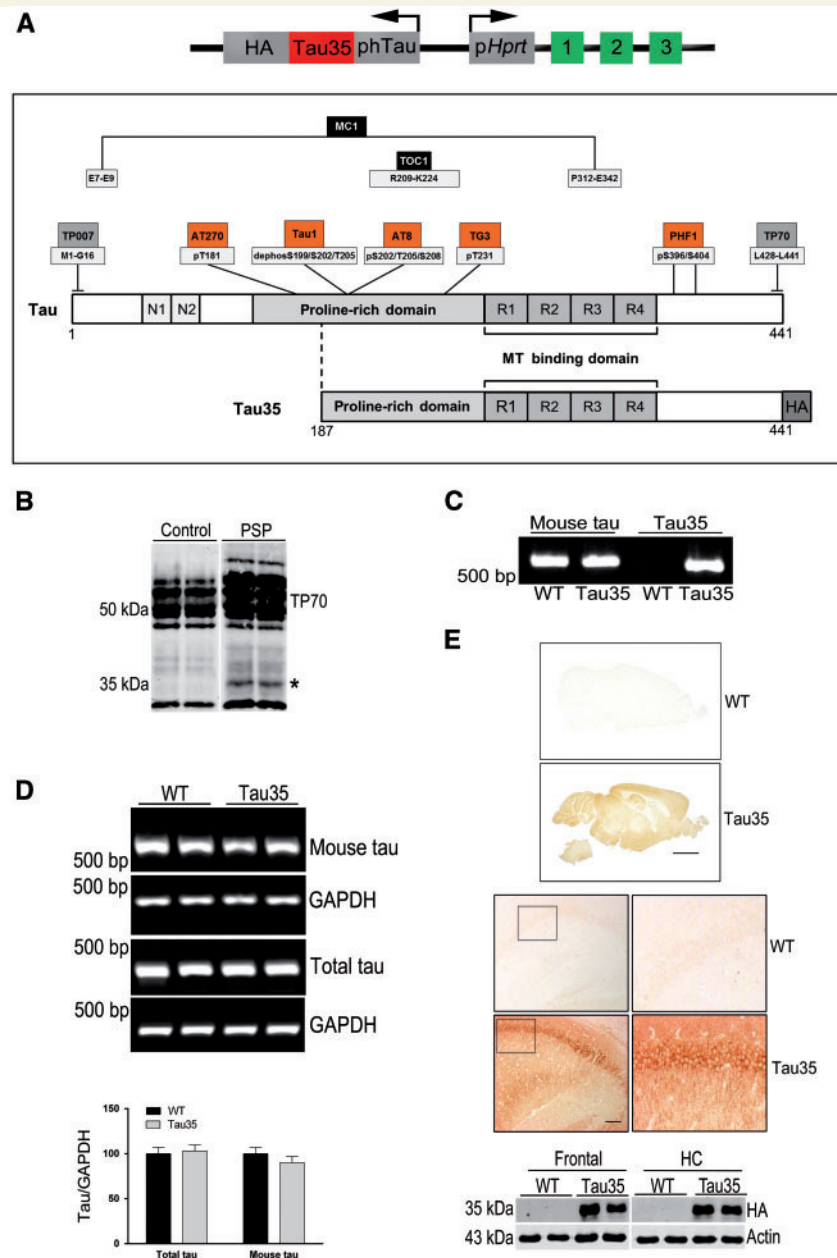 A
HA Tau35 phTau pHprt 1 2 3
MC1
TOC1
E7-E9 R209-K224 P312-E342
TP007 AT270 Tau1 AT8 TG3 PHF1 TP70
M1-G16 pT181 dephosS199/S202/T205 pS202/T205/S208 pT231 pS396/S404 L428-L441
Tau N1 N2 Proline-rich domain R1 R2 R3 R4
1 441
MT binding domain
Tau35 Proline-rich domain R1 R2 R3 R4 HA
187 441
B
Control PSP
TP70
50 kDa
35 kDa *
C
Mouse tau Tau35
500 bp
WT Tau35 WT Tau35
D
WT Tau35
Mouse tau
500 bp
500 bp
GAPDH
500 bp
Total tau
500 bp
GAPDH
Tau/GAPDH
150
100
50
0
WT
Tau35
Total tau Mouse tau
E
WT
Tau35
WT
Tau35
Frontal HC
WT Tau35 WT Tau35
35 kDa HA
43 kDa Actin